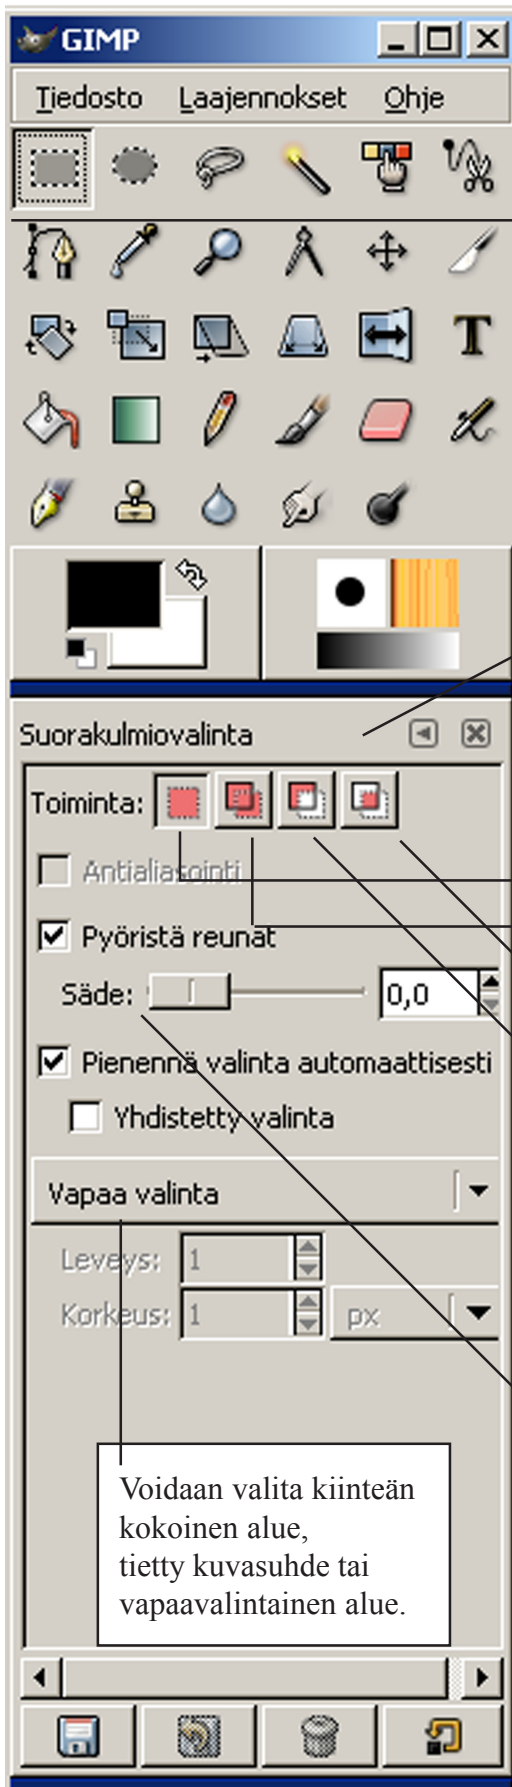 GIMP
Tiedosto Laajennokset Ohje
Suorakulmiovalinta
Toiminta:
Antialiasointi
Pyöristä reunat
Säde: 0,0
Pienennä valinta automaattisesti
Yhdistetty valinta
Vapaa valinta
Leveys: 1
Korkeus: 1 px
Voidaan valita kiinteän
kokoinen alue,
tietty kuvasuhde tai
vapaavalintainen alue.